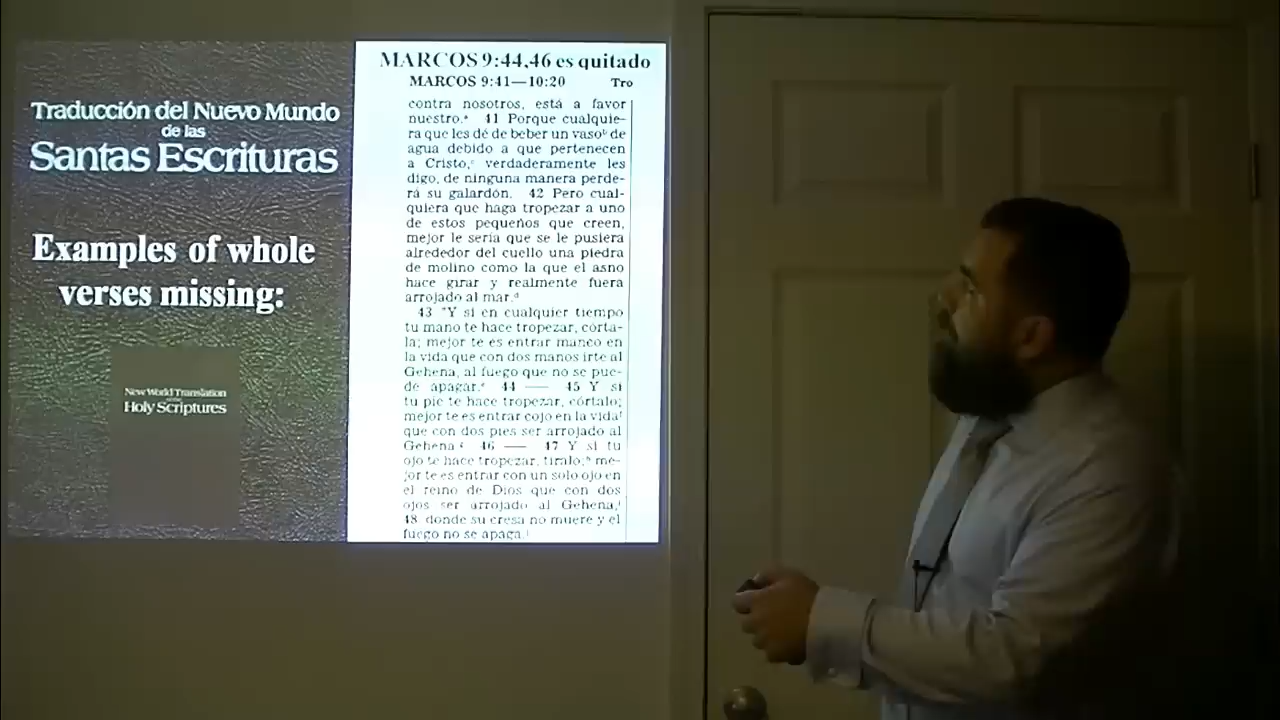 Traducción del Nuevo Mundo
de las
Santas Escrituras
Examples of whole
verses missing:
New World Translation
of the
Holy Scriptures
MARCOS 9:44,46 es quitado
MARCOS 9:41—10:20 Tro
contra nosotros, está a favor
nuestro.ᵃ 41 Porque cualquie-
ra que les dé de beber un vasoᵇ de
agua debido a que pertenecen
a Cristo,ᶜ verdaderamente les
digo, de ninguna manera perde-
rá su galardón. 42 Pero cual-
quiera que haga tropezar a uno
de estos pequeños que creen,
mejor le sería que se le pusiera
alrededor del cuello una piedra
de molino como la que el asno
hace girar y realmente fuera
arrojado al mar.ᵈ
43 "Y si en cualquier tiempo
tu mano te hace tropezar, córta-
la; mejor te es entrar manco en
la vida que con dos manos irte al
Gehena, al fuego que no se pue-
de apagar.ᵉ 44 —— 45 Y si
tu pie te hace tropezar, córtalo;
mejor te es entrar cojo en la vidaᶠ
que con dos pies ser arrojado al
Gehena.ᵍ 46 —— 47 Y si tu
ojo te hace tropezar, tíralo;ʰ me-
jor te es entrar con un solo ojo en
el reino de Dios que con dos
ojos ser arrojado al Gehena,ⁱ
48 donde su cresa no muere y el
fuego no se apaga.ʲ